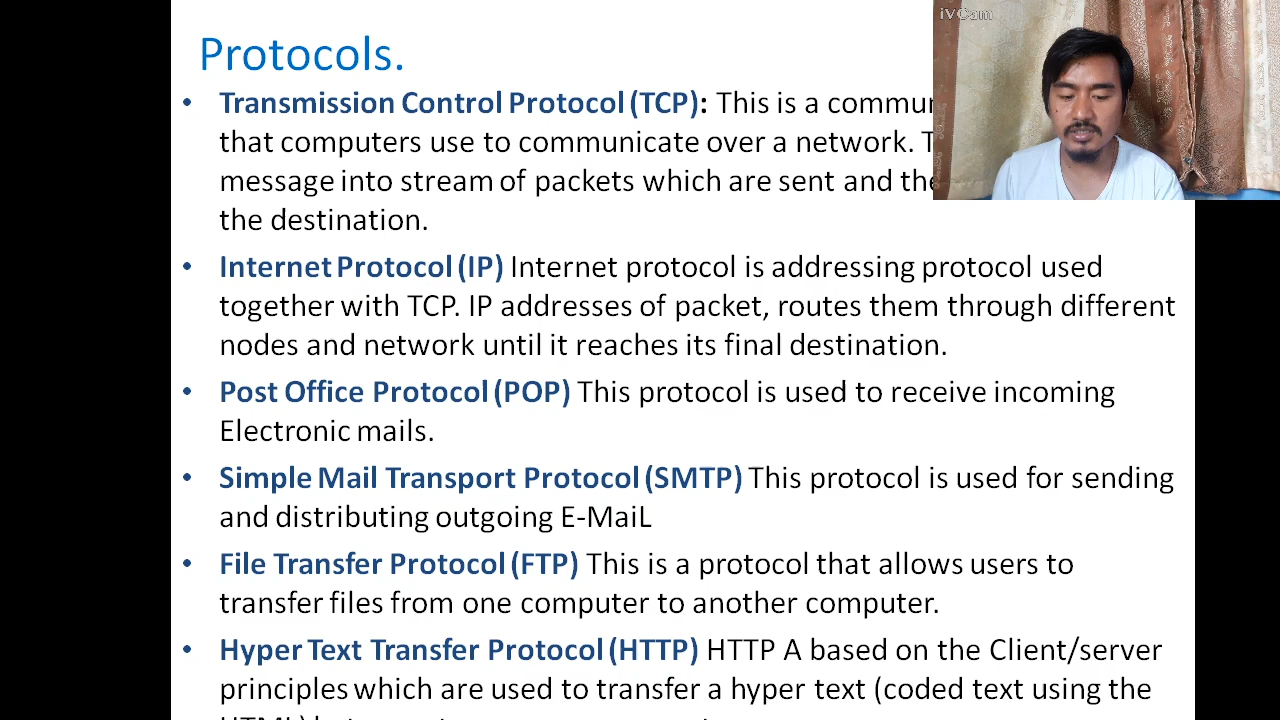 iVCam
Protocols.
• Transmission Control Protocol (TCP): This is a commun
that computers use to communicate over a network. T
message into stream of packets which are sent and the
the destination.
• Internet Protocol (IP) Internet protocol is addressing protocol used
together with TCP. IP addresses of packet, routes them through different
nodes and network until it reaches its final destination.
• Post Office Protocol (POP) This protocol is used to receive incoming
Electronic mails.
• Simple Mail Transport Protocol (SMTP) This protocol is used for sending
and distributing outgoing E-MaiL
• File Transfer Protocol (FTP) This is a protocol that allows users to
transfer files from one computer to another computer.
• Hyper Text Transfer Protocol (HTTP) HTTP A based on the Client/server
principles which are used to transfer a hyper text (coded text using the